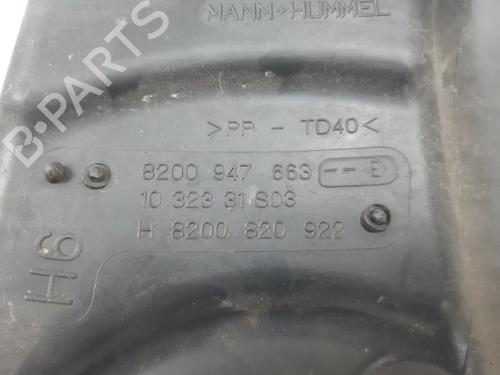 MANN+HUMMEL
>PP - TD40<
8200 947 663 -- E
10 323 31 S03
H 8200 820 922
H6
B-PARTS